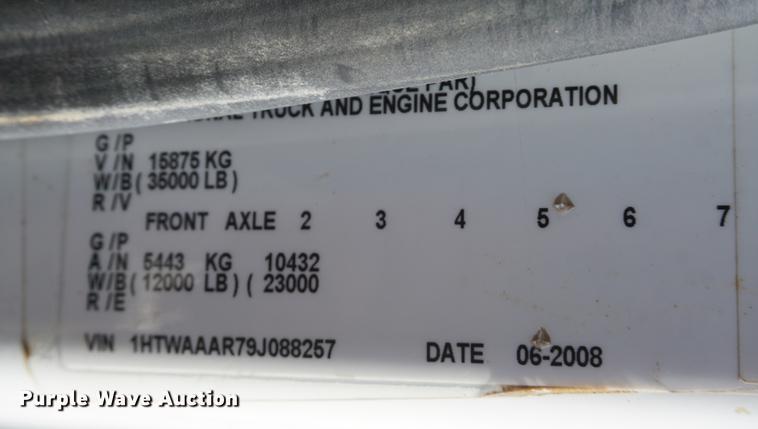 PART
TRUCK AND ENGINE CORPORATION
G /P
V /N 15875 KG
W/B ( 35000 LB )
R /V
FRONT AXLE 2 3 4 5 6 7
G /P
A /N 5443 KG 10432
W/B ( 12000 LB ) ( 23000
R /E
VIN 1HTWAAAR79J088257 DATE 06-2008
Purple Wave Auction